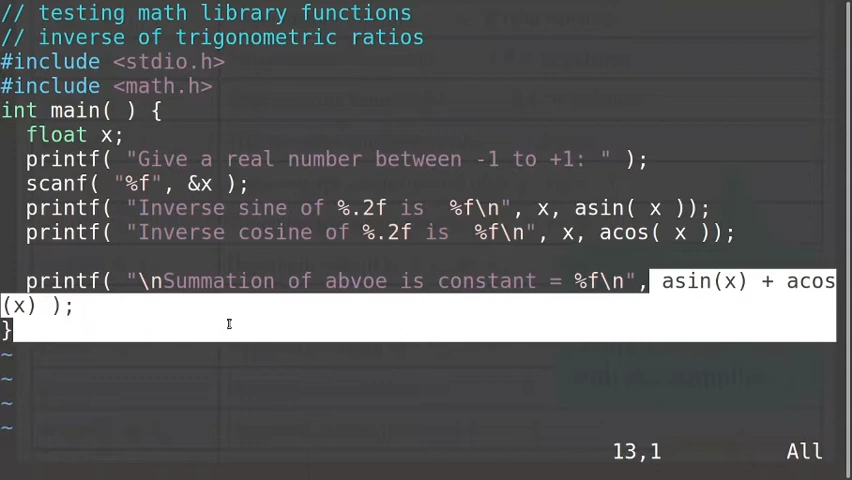 // testing math library functions
// inverse of trigonometric ratios
#include <stdio.h>
#include <math.h>
int main( ) {
  float x;
  printf( "Give a real number between -1 to +1: " );
  scanf( "%f", &x );
  printf( "Inverse sine of %.2f is  %f\n", x, asin( x ));
  printf( "Inverse cosine of %.2f is  %f\n", x, acos( x ));

  printf( "\nSummation of abvoe is constant = %f\n", asin(x) + acos
(x) );
}
~
~
~
~
13,1 All